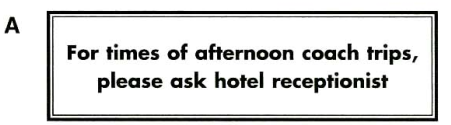 A
For times of afternoon coach trips,
please ask hotel receptionist